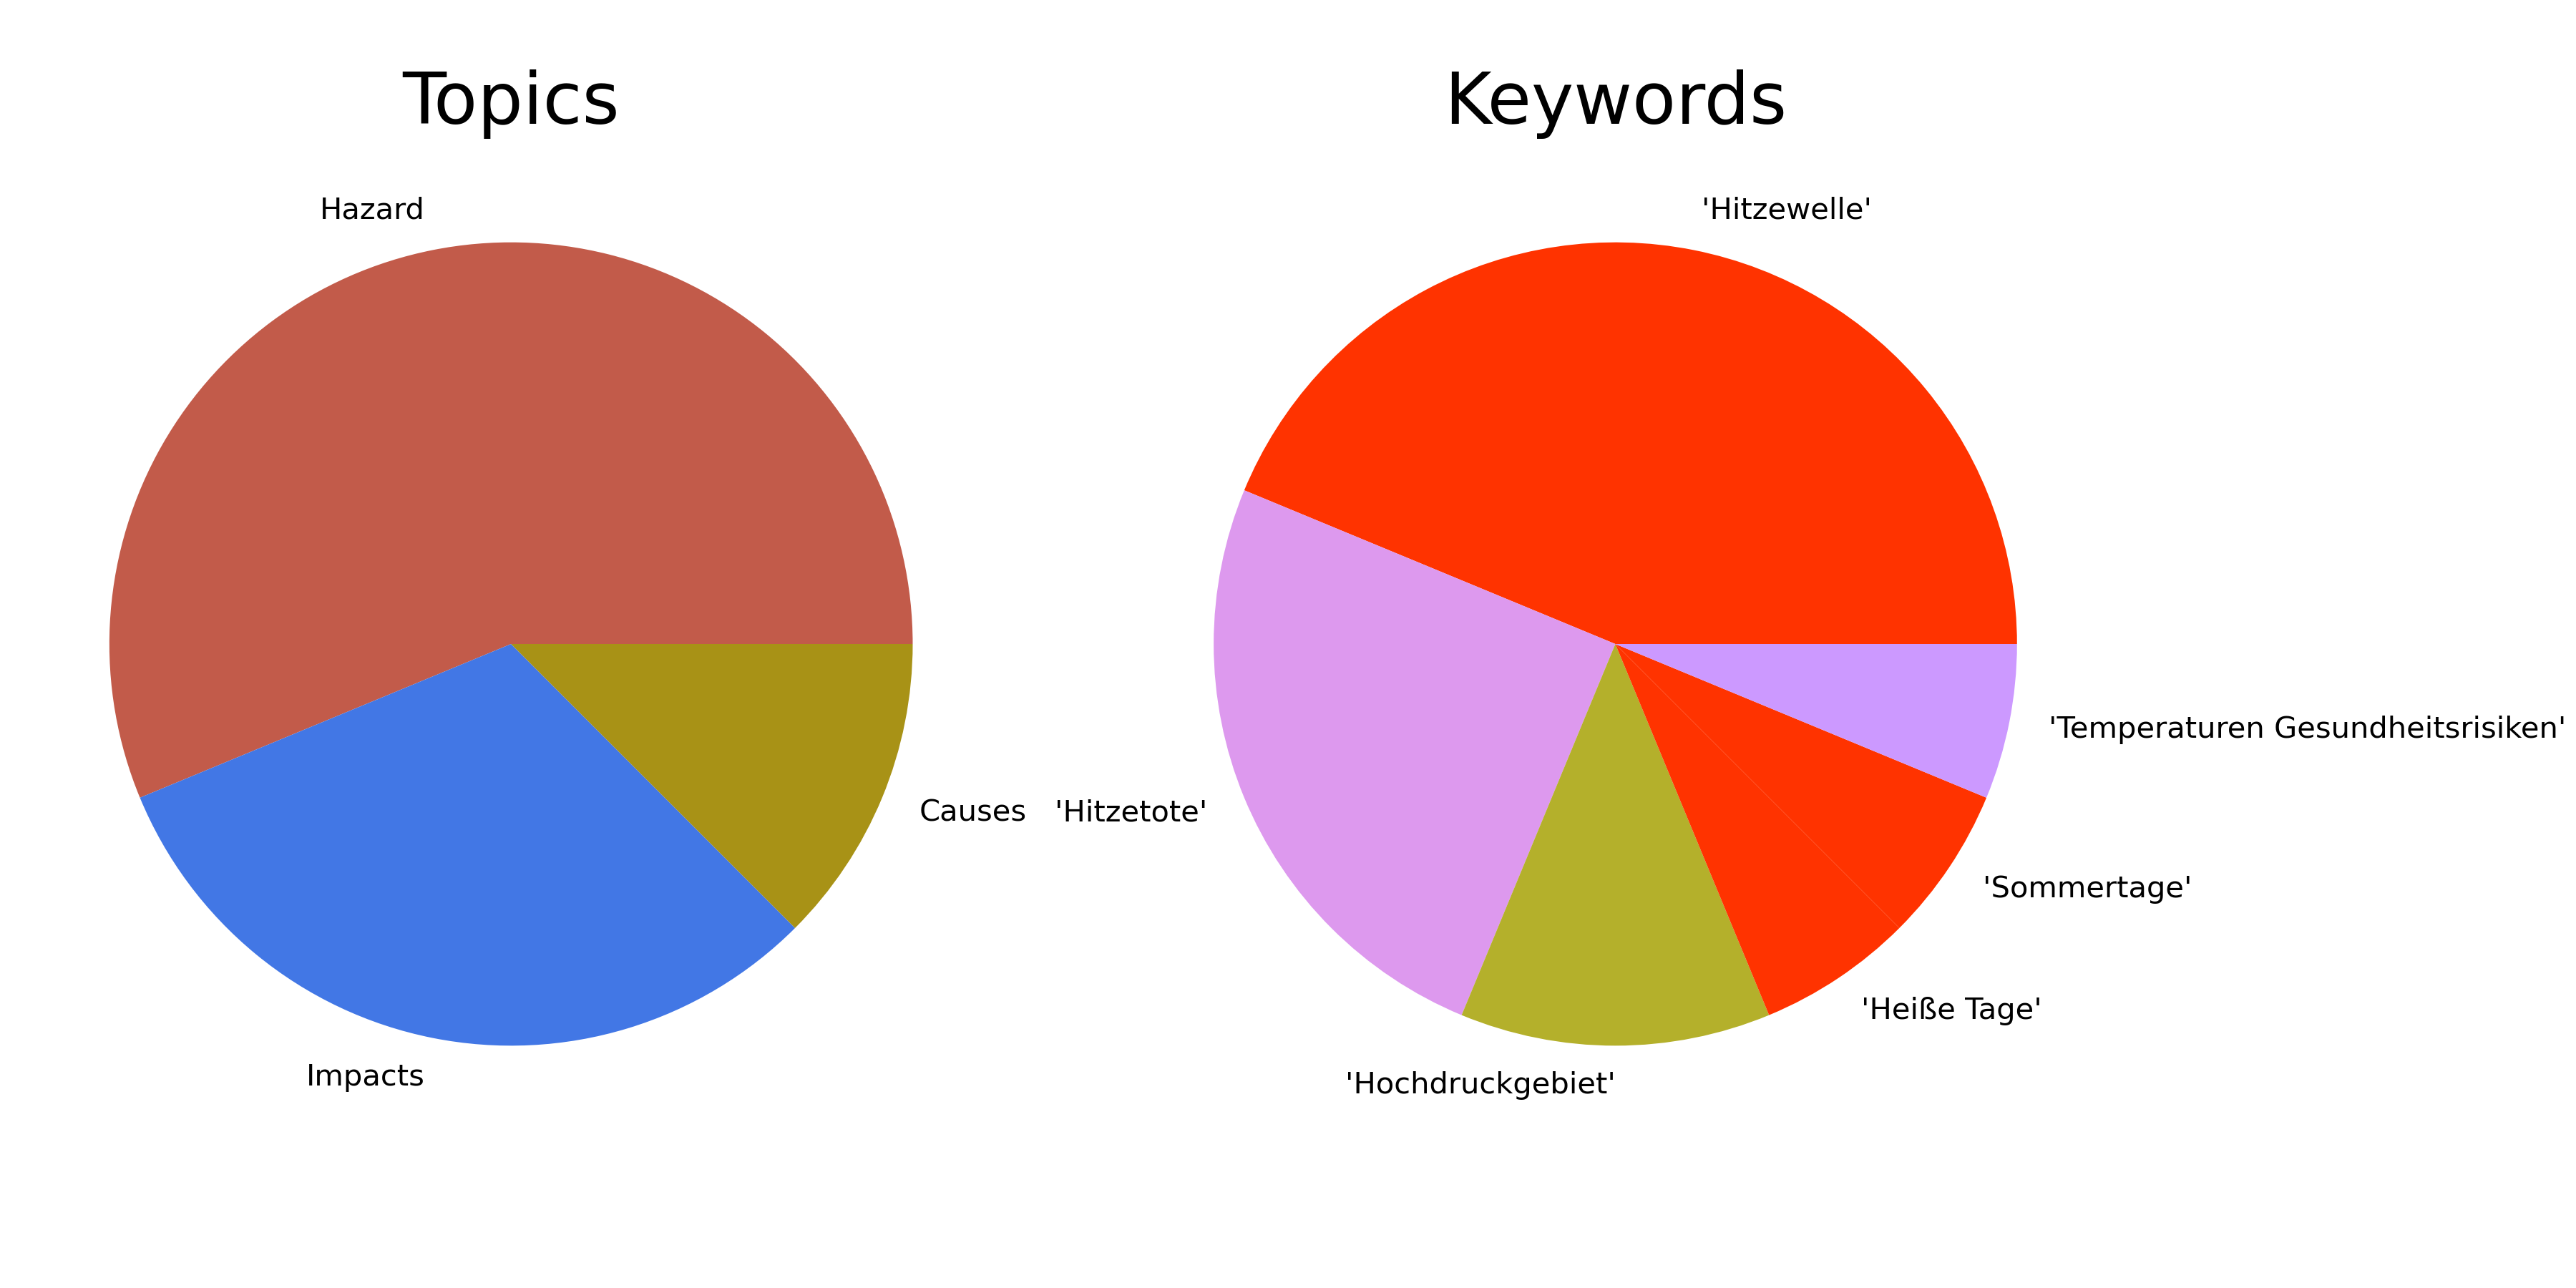 Topics
Hazard
Causes
Impacts
Keywords
'Hitzewelle'
'Hitzetote'
'Temperaturen Gesundheitsrisiken'
'Sommertage'
'Heiße Tage'
'Hochdruckgebiet'